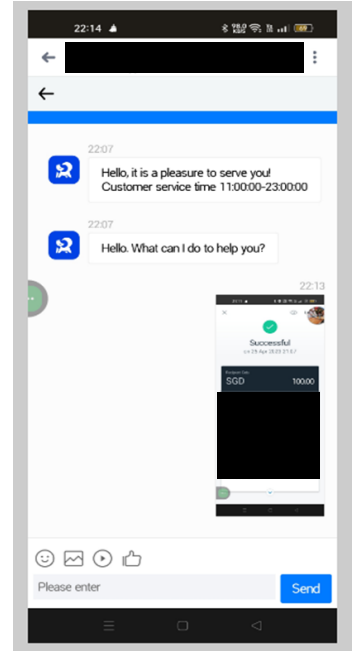 22:14
22:07
Hello, it is a pleasure to serve you!
Customer service time 11:00:00-23:00:00
22:07
Hello. What can I do to help you?
22:13
Successful
SGD
100.00
Please enter
Send